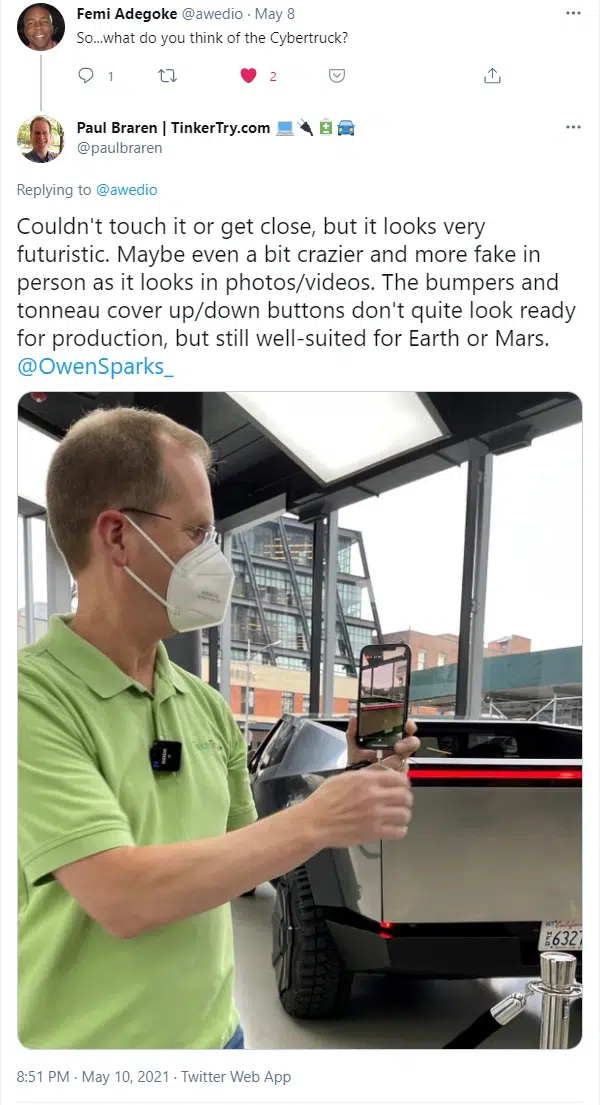 Femi Adegoke @awedio · May 8
So...what do you think of the Cybertruck?
1
2
Paul Braren | TinkerTry.com 💻 🔌 🔋 🚘
@paulbraren
Replying to @awedio
Couldn't touch it or get close, but it looks very
futuristic. Maybe even a bit crazier and more fake in
person as it looks in photos/videos. The bumpers and
tonneau cover up/down buttons don't quite look ready
for production, but still well-suited for Earth or Mars.
@OwenSparks_
California
6327
8:51 PM · May 10, 2021 · Twitter Web App